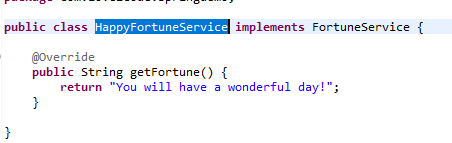 public class HappyFortuneService implements FortuneService {
@Override
public String getFortune() {
return "You will have a wonderful day!";
}
}